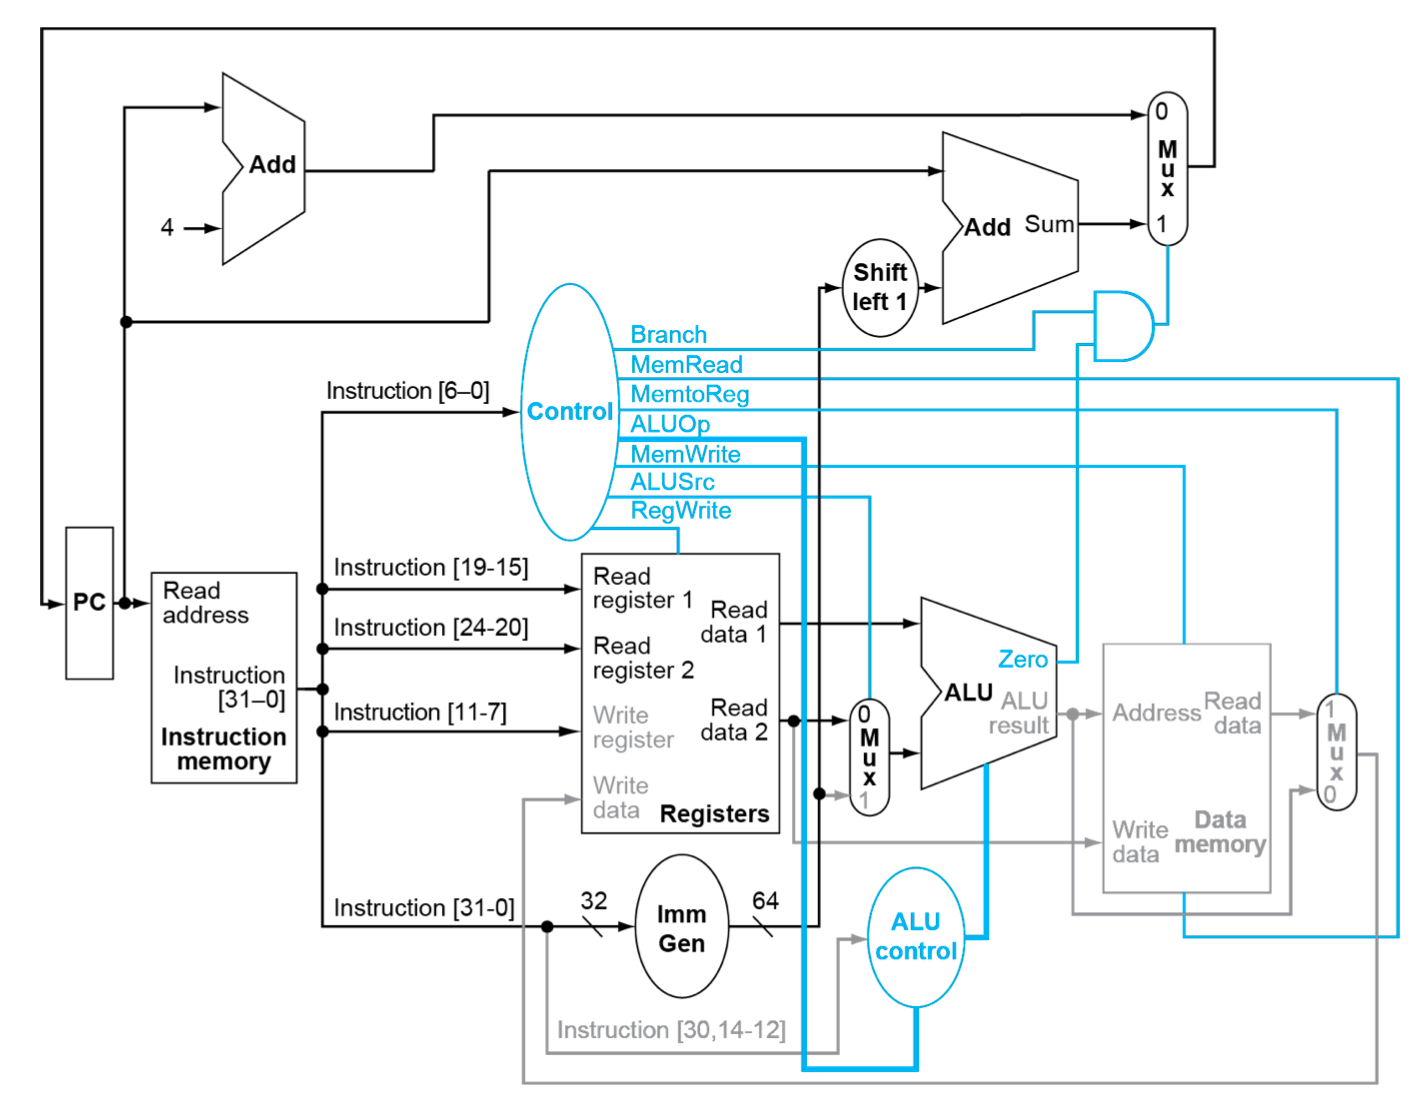 0
M
u
x
1
Add
4
Add Sum
Shift
left 1
Branch
MemRead
MemtoReg
ALUOp
MemWrite
ALUSrc
RegWrite
Instruction [6–0]
Control
PC
Read
address
Instruction
[31–0]
Instruction
memory
Instruction [19-15]
Instruction [24-20]
Instruction [11-7]
Instruction [31-0]
Read
register 1
Read
register 2
Write
register
Write
data
Read
data 1
Read
data 2
Registers
0
M
u
x
1
Zero
ALU
ALU
result
Address
Read
data
Write
data
Data
memory
1
M
u
x
0
32
Imm
Gen
64
ALU
control
Instruction [30,14-12]